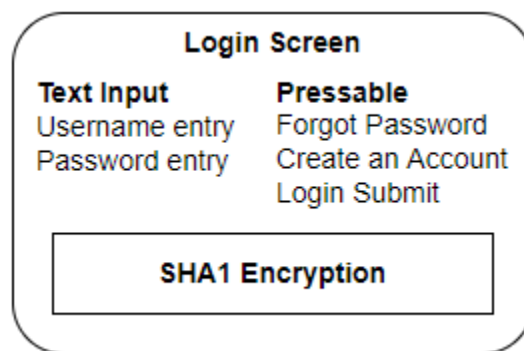 Login Screen
Text Input
Username entry
Password entry
Pressable
Forgot Password
Create an Account
Login Submit
SHA1 Encryption